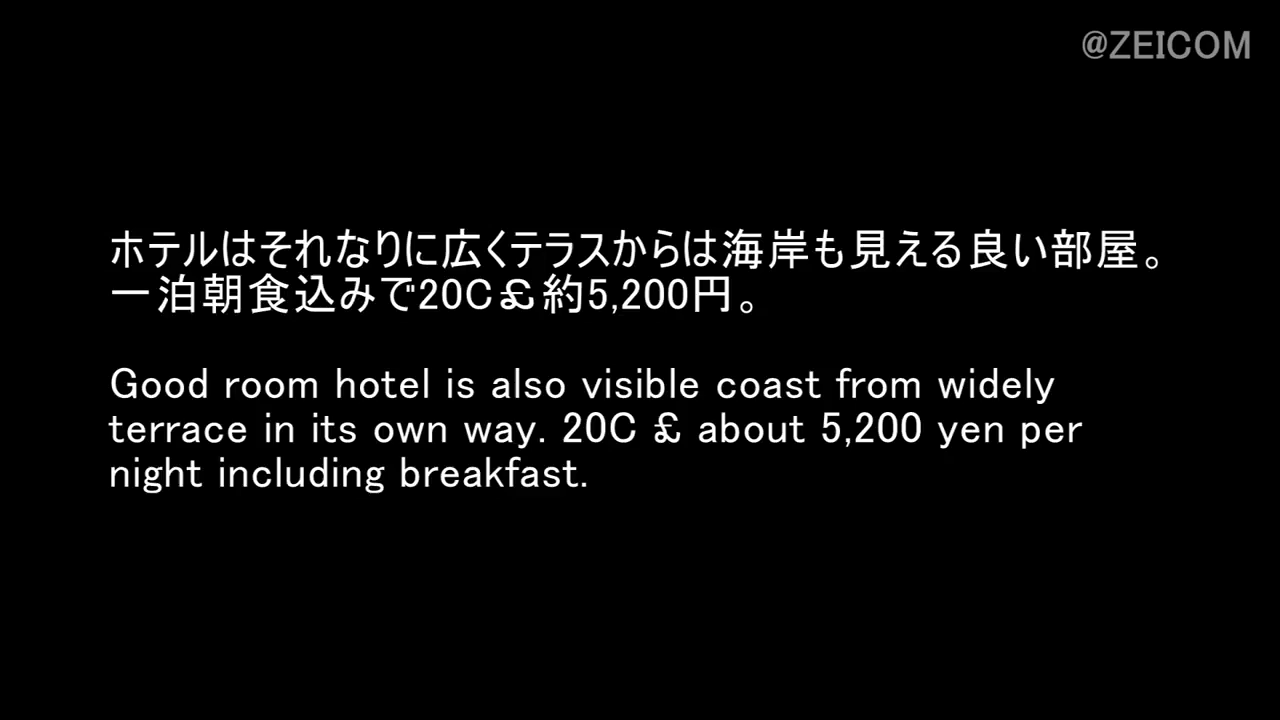 @ZEICOM
ホテルはそれなりに広くテラスからは海岸も見える良い部屋。
一泊朝食込みで20C￡約5,200円。
Good room hotel is also visible coast from widely
terrace in its own way. 20C ￡ about 5,200 yen per
night including breakfast.